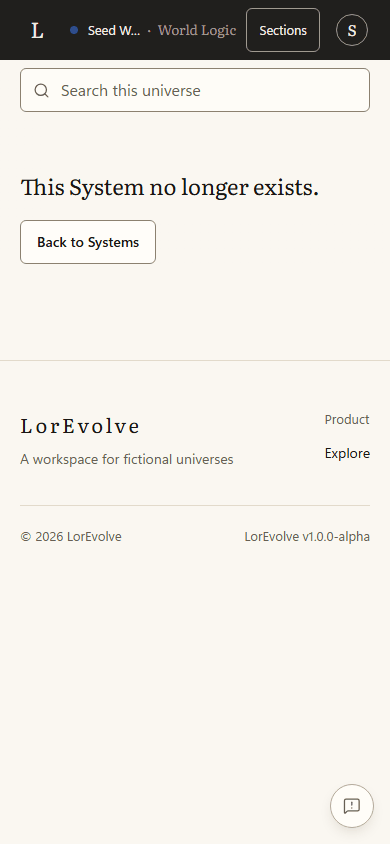 L
Seed W... · World Logic
Sections
S
Search this universe
This System no longer exists.
Back to Systems
LorEvolve
A workspace for fictional universes
Product
Explore
© 2026 LorEvolve
LorEvolve v1.0.0-alpha